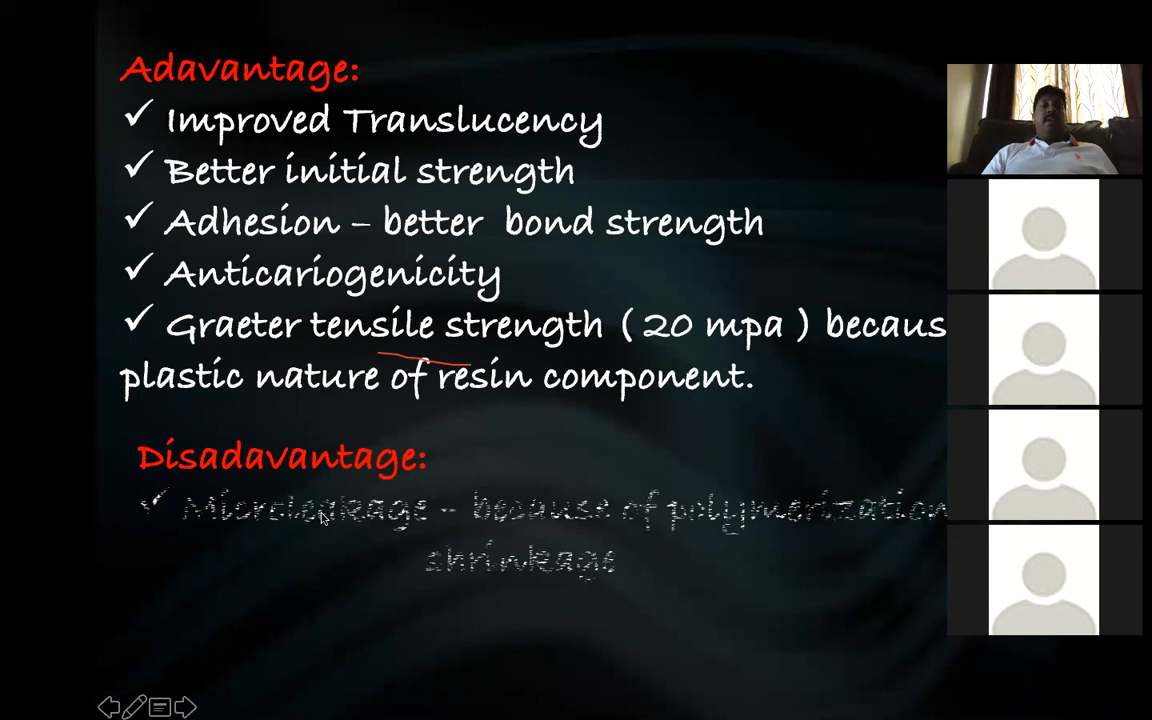 Adavantage:
✓ Improved Translucency
✓ Better initial strength
✓ Adhesion – better bond strength
✓ Anticariogenicity
✓ Graeter tensile strength ( 20 mpa ) becaus
plastic nature of resin component.
Disadavantage:
✓ Microleakage – because of polymerization
shrinkage